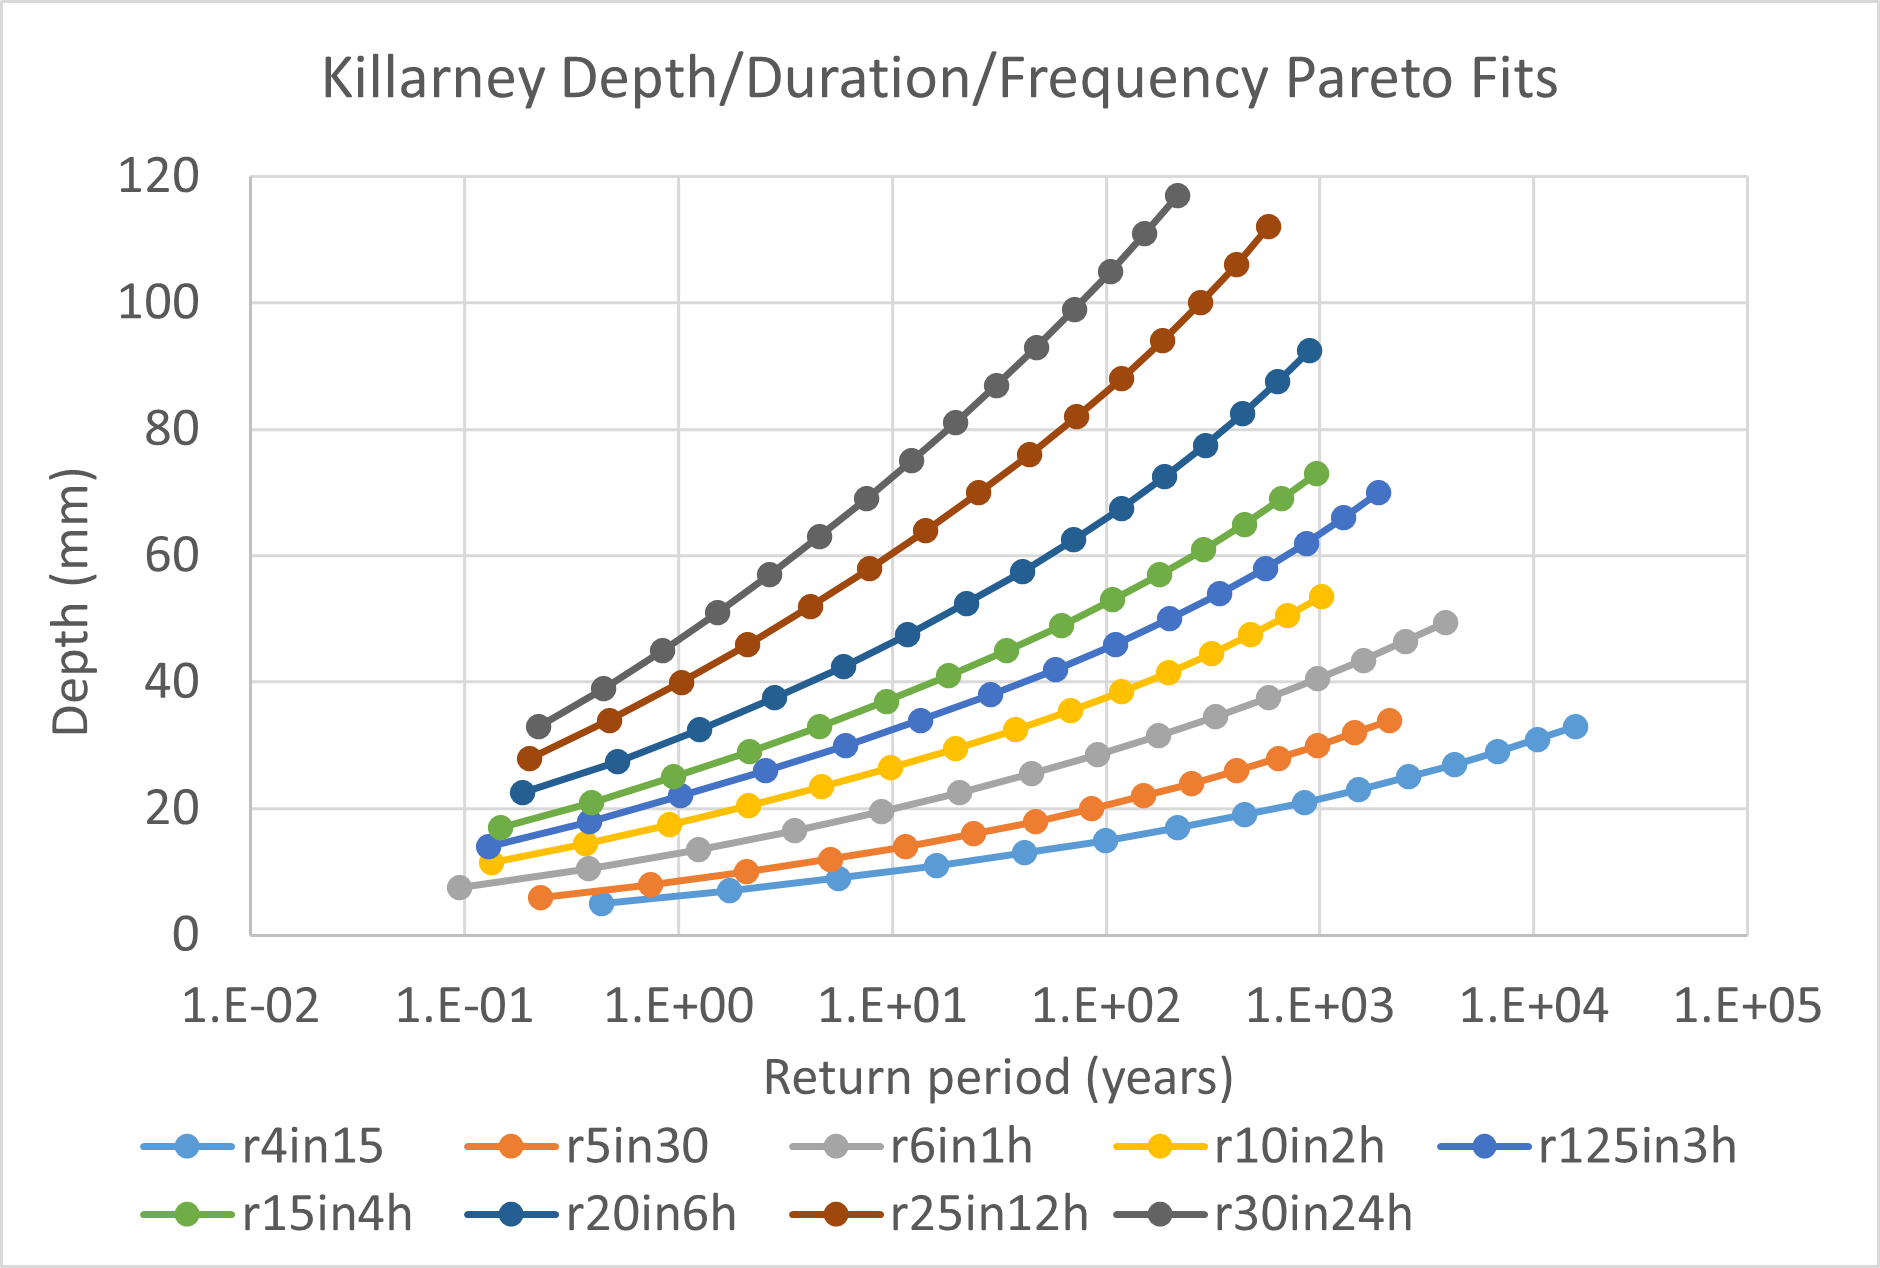 Killarney Depth/Duration/Frequency Pareto Fits
120
100
80
60
40
20
0
Depth (mm)
1.E-02 1.E-01 1.E+00 1.E+01 1.E+02 1.E+03 1.E+04 1.E+05
Return period (years)
r4in15 r5in30 r6in1h r10in2h r125in3h
r15in4h r20in6h r25in12h r30in24h